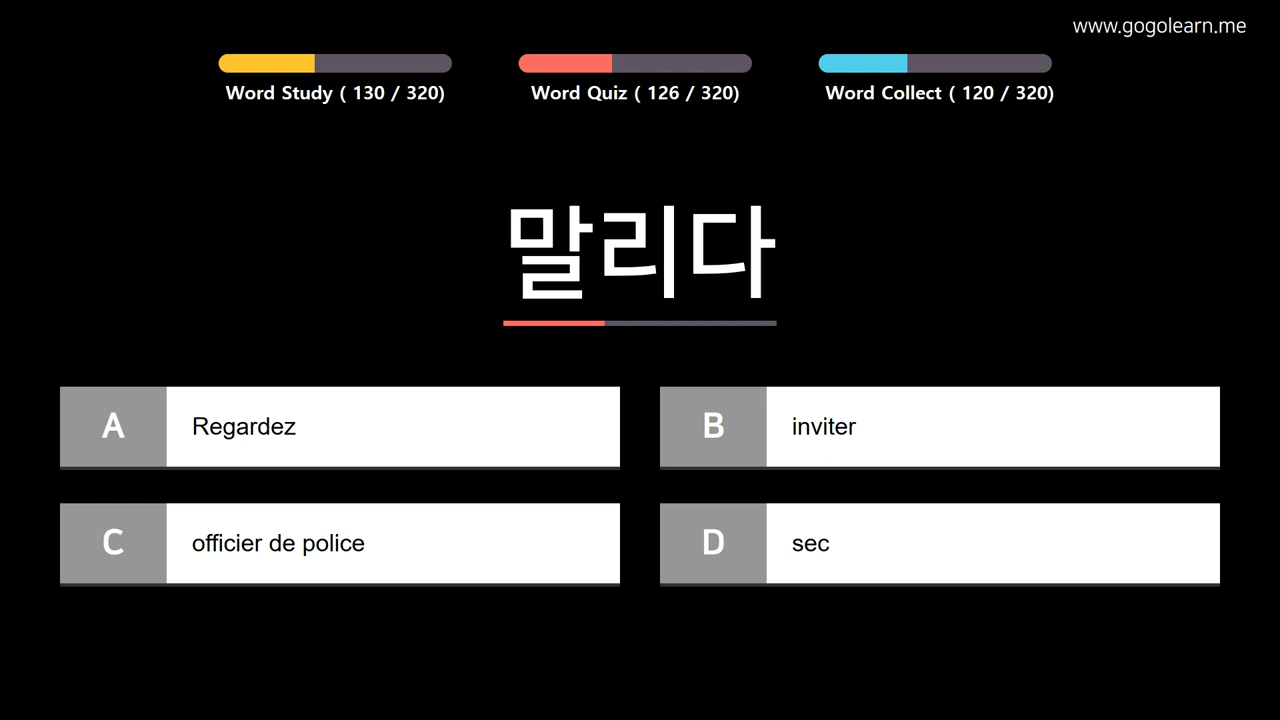 www.gogolearn.me
Word Study ( 130 / 320)
Word Quiz ( 126 / 320)
Word Collect ( 120 / 320)
말리다
A
Regardez
B
inviter
C
officier de police
D
sec